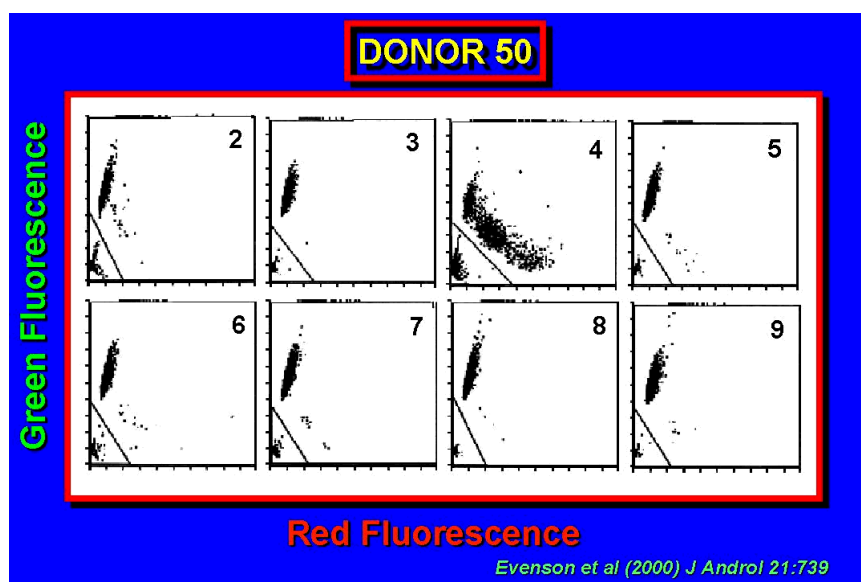 DONOR 50
Green Fluorescence
2
3
4
5
6
7
8
9
Red Fluorescence
Evenson et al (2000) J Androl 21:739